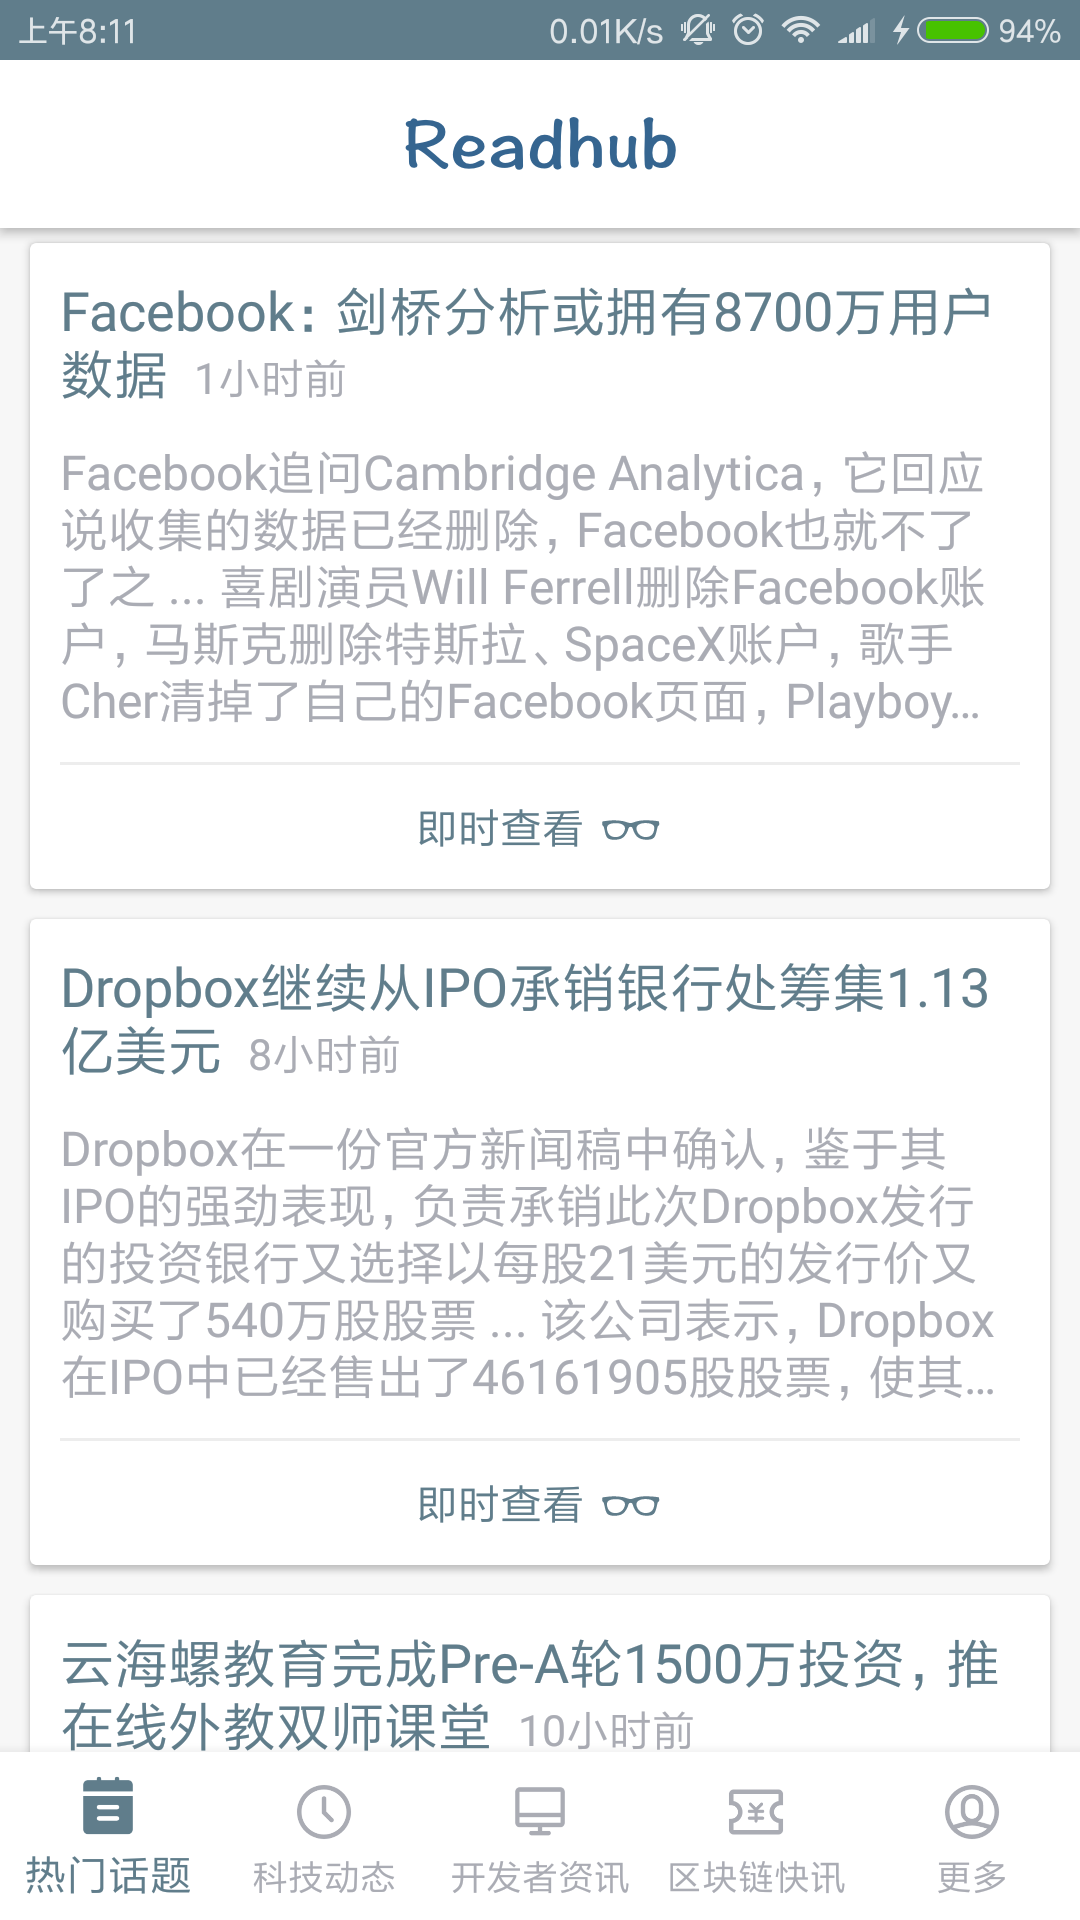 上午8:11 0.01K/s 94%
Readhub
Facebook：剑桥分析或拥有8700万用户
数据 1小时前
Facebook追问Cambridge Analytica，它回应
说收集的数据已经删除，Facebook也就不了
了之 ... 喜剧演员Will Ferrell删除Facebook账
户，马斯克删除特斯拉、SpaceX账户，歌手
Cher清掉了自己的Facebook页面，Playboy...
即时查看
Dropbox继续从IPO承销银行处筹集1.13
亿美元 8小时前
Dropbox在一份官方新闻稿中确认，鉴于其
IPO的强劲表现，负责承销此次Dropbox发行
的投资银行又选择以每股21美元的发行价又
购买了540万股股票 ... 该公司表示，Dropbox
在IPO中已经售出了46161905股股票，使其...
即时查看
云海螺教育完成Pre-A轮1500万投资，推
在线外教双师课堂 10小时前
热门话题 科技动态 开发者资讯 区块链快讯 更多